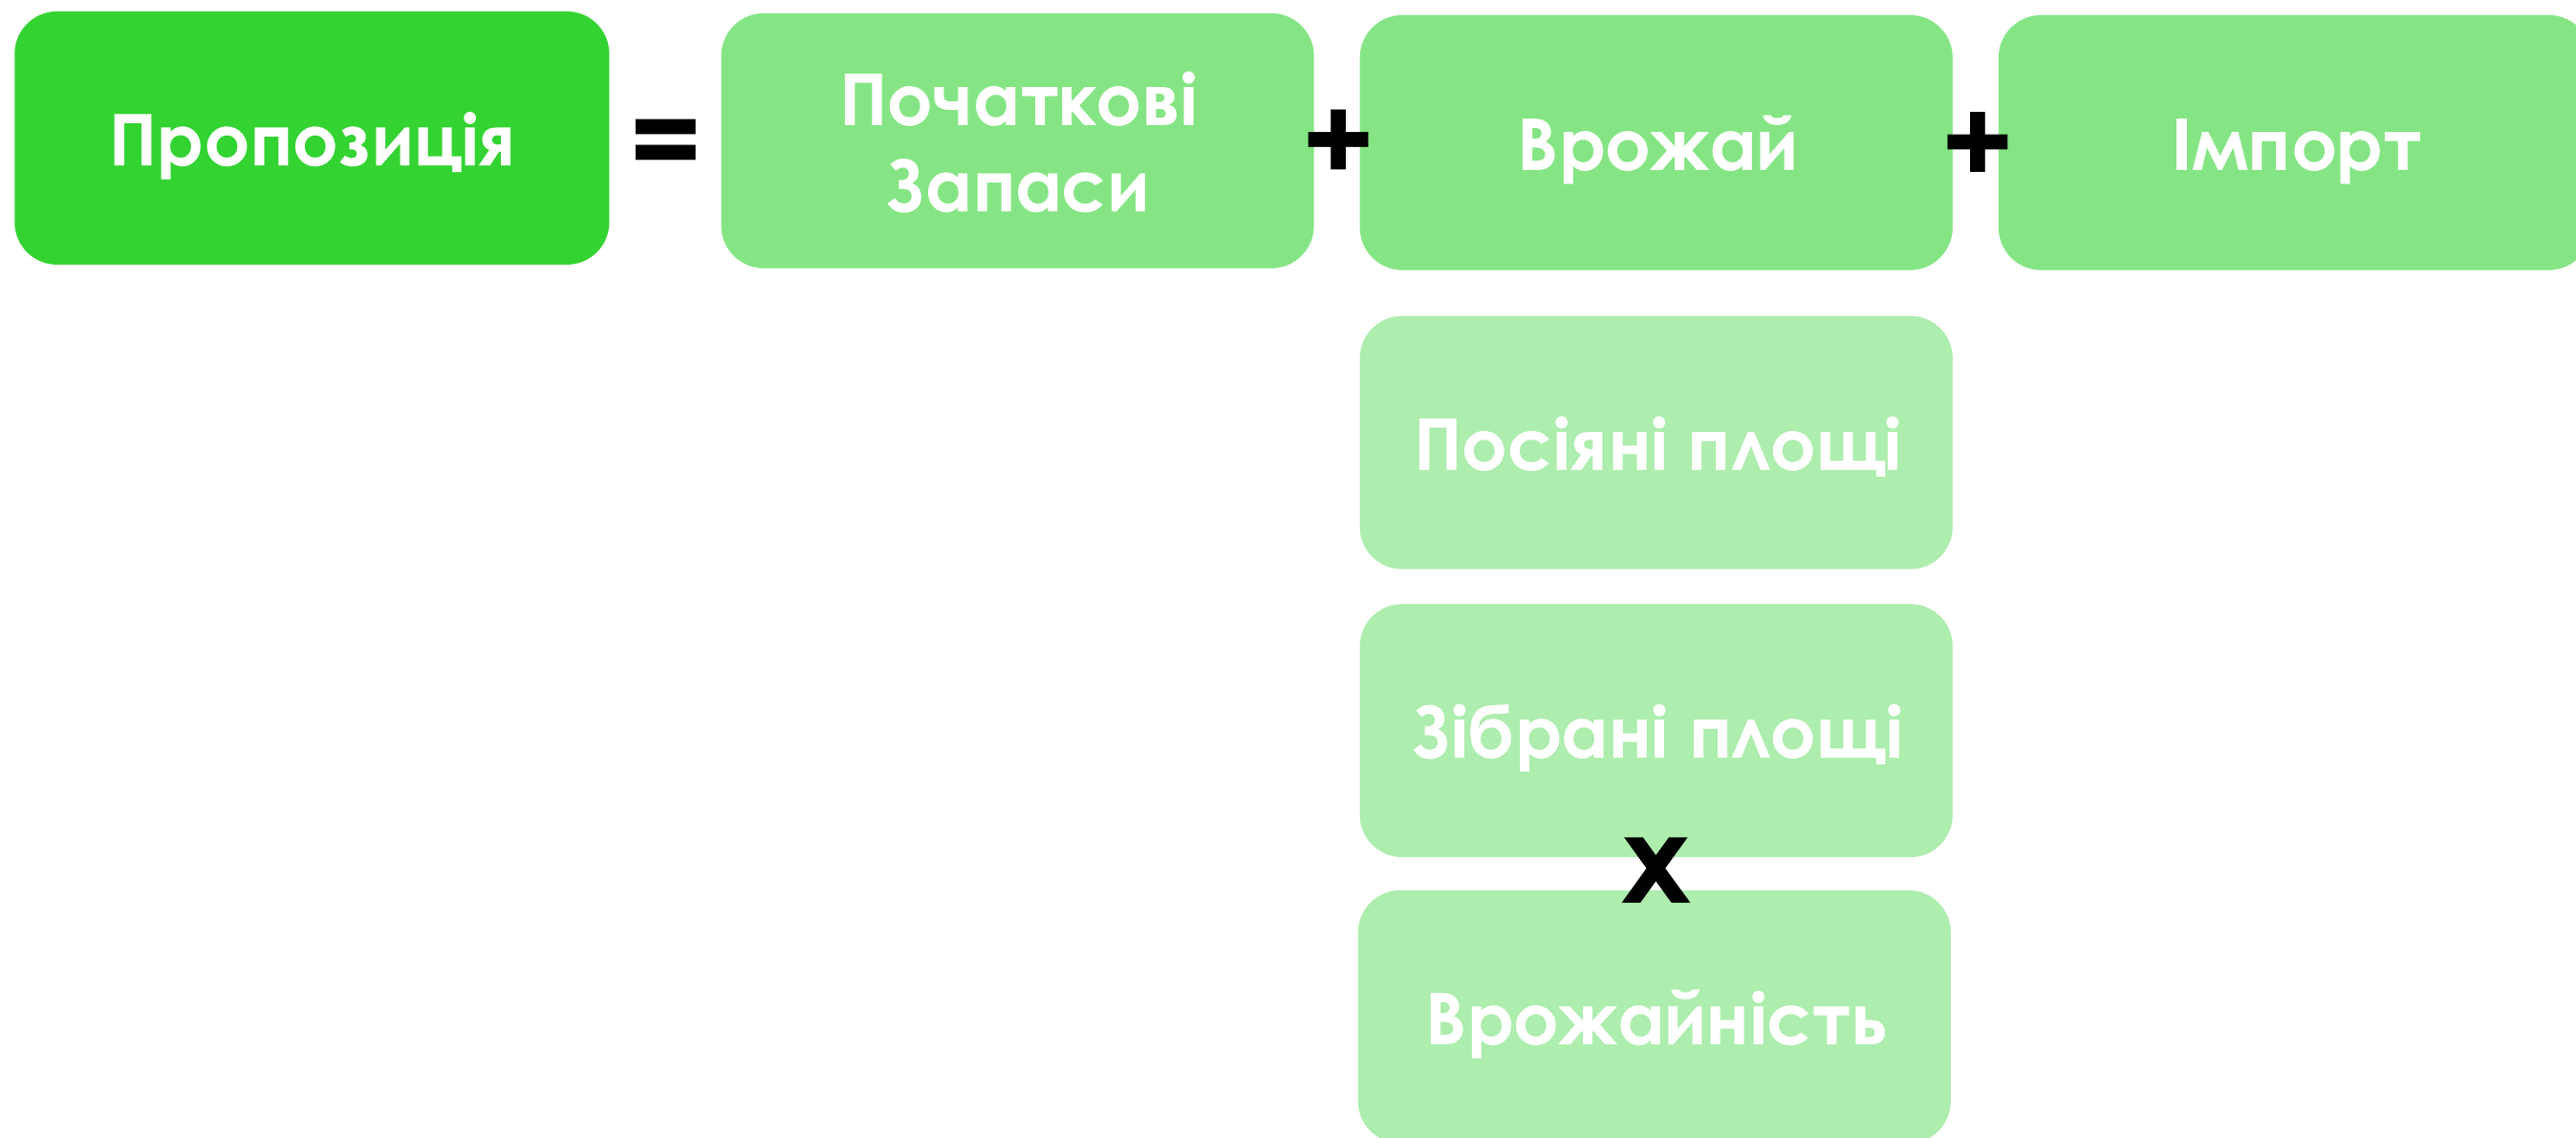 Пропозиція
=
Початкові
Запаси
+
Врожай
+
Імпорт
Посіяні площі
Зібрані площі
x
Врожайність